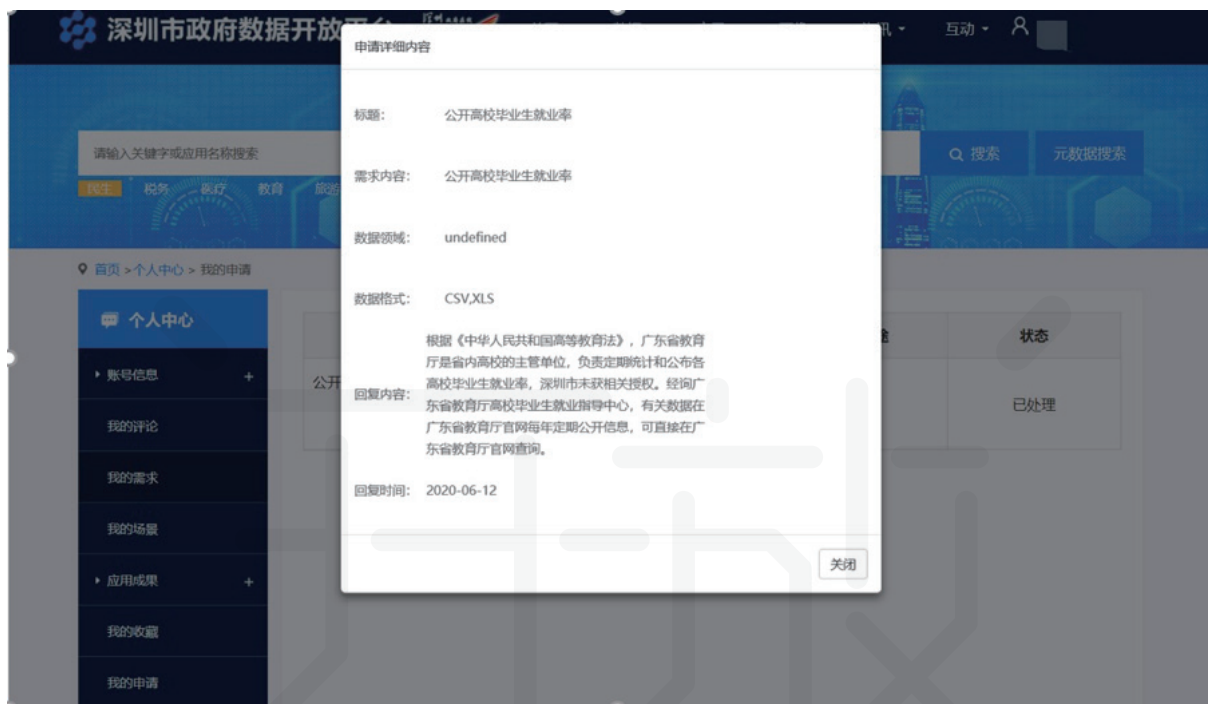 深圳市政府数据开放
互动
申请详细内容
标题： 公开高校毕业生就业率
请输入关键字或应用名称搜索
搜索
元数据搜索
民生 税务 医疗 教育 旅游
需求内容： 公开高校毕业生就业率
数据领域： undefined
首页 >个人中心 > 我的申请
数据格式： CSV,XLS
个人中心
状态
账号信息 +
公开
回复内容：
根据《中华人民共和国高等教育法》，广东省教育
厅是省内高校的主管单位，负责定期统计和公布各
高校毕业生就业率，深圳市未获相关授权。经询广
东省教育厅高校毕业生就业指导中心，有关数据在
广东省教育厅官网每年定期公开信息，可直接在广
东省教育厅官网查询。
已处理
我的评论
我的需求
回复时间： 2020-06-12
我的场景
关闭
应用成果 +
我的收藏
我的申请